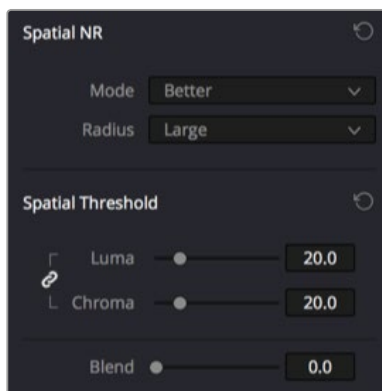 Spatial NR
Mode Better
Radius Large
Spatial Threshold
Luma 20.0
Chroma 20.0
Blend 0.0